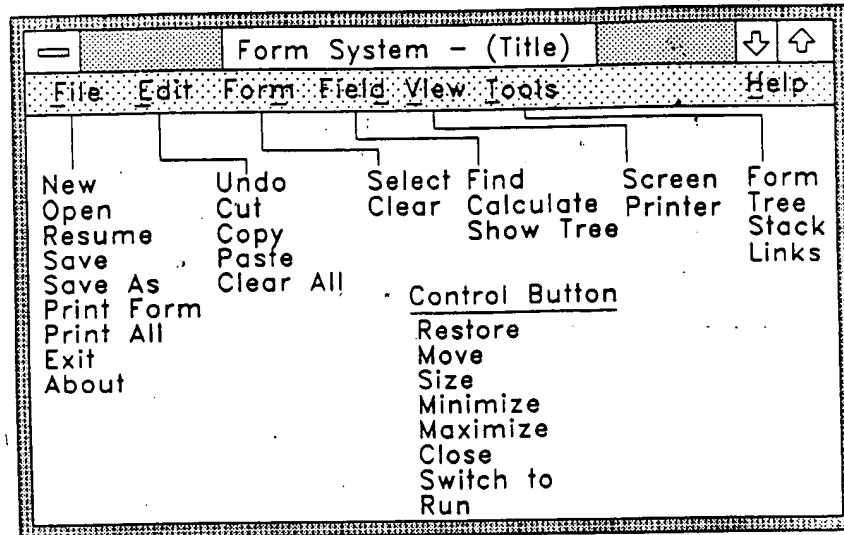 Form System - (Title)
File Edit Form Field View Tools Help
New
Open
Resume
Save
Save As
Print Form
Print All
Exit
About
Undo
Cut
Copy
Paste
Clear All
Select
Clear
Find
Calculate
Show Tree
Screen
Printer
Form
Tree
Stack
Links
Control Button
Restore
Move
Size
Minimize
Maximize
Close
Switch to
Run